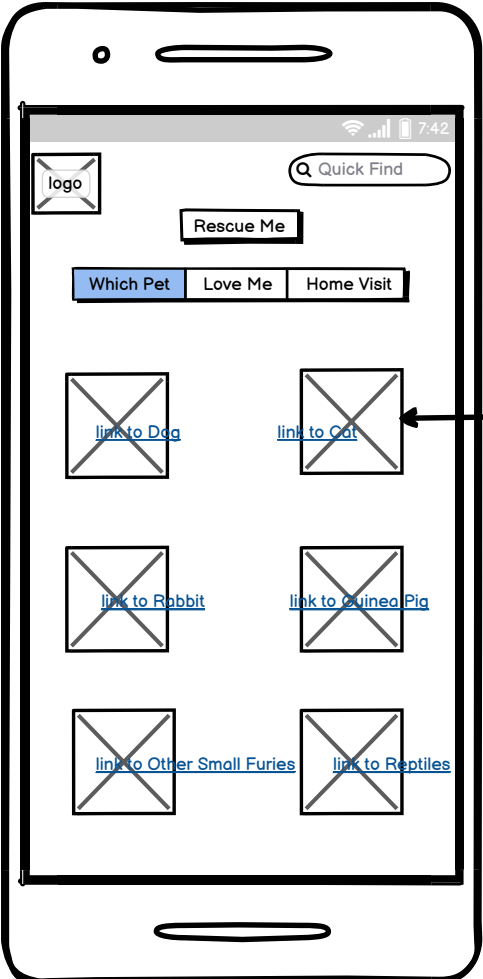 7:42
logo
Quick Find
Rescue Me
Which Pet Love Me Home Visit
link to Dog
link to Cat
link to Rabbit
link to Guinea Pig
link to Other Small Furies
link to Reptiles